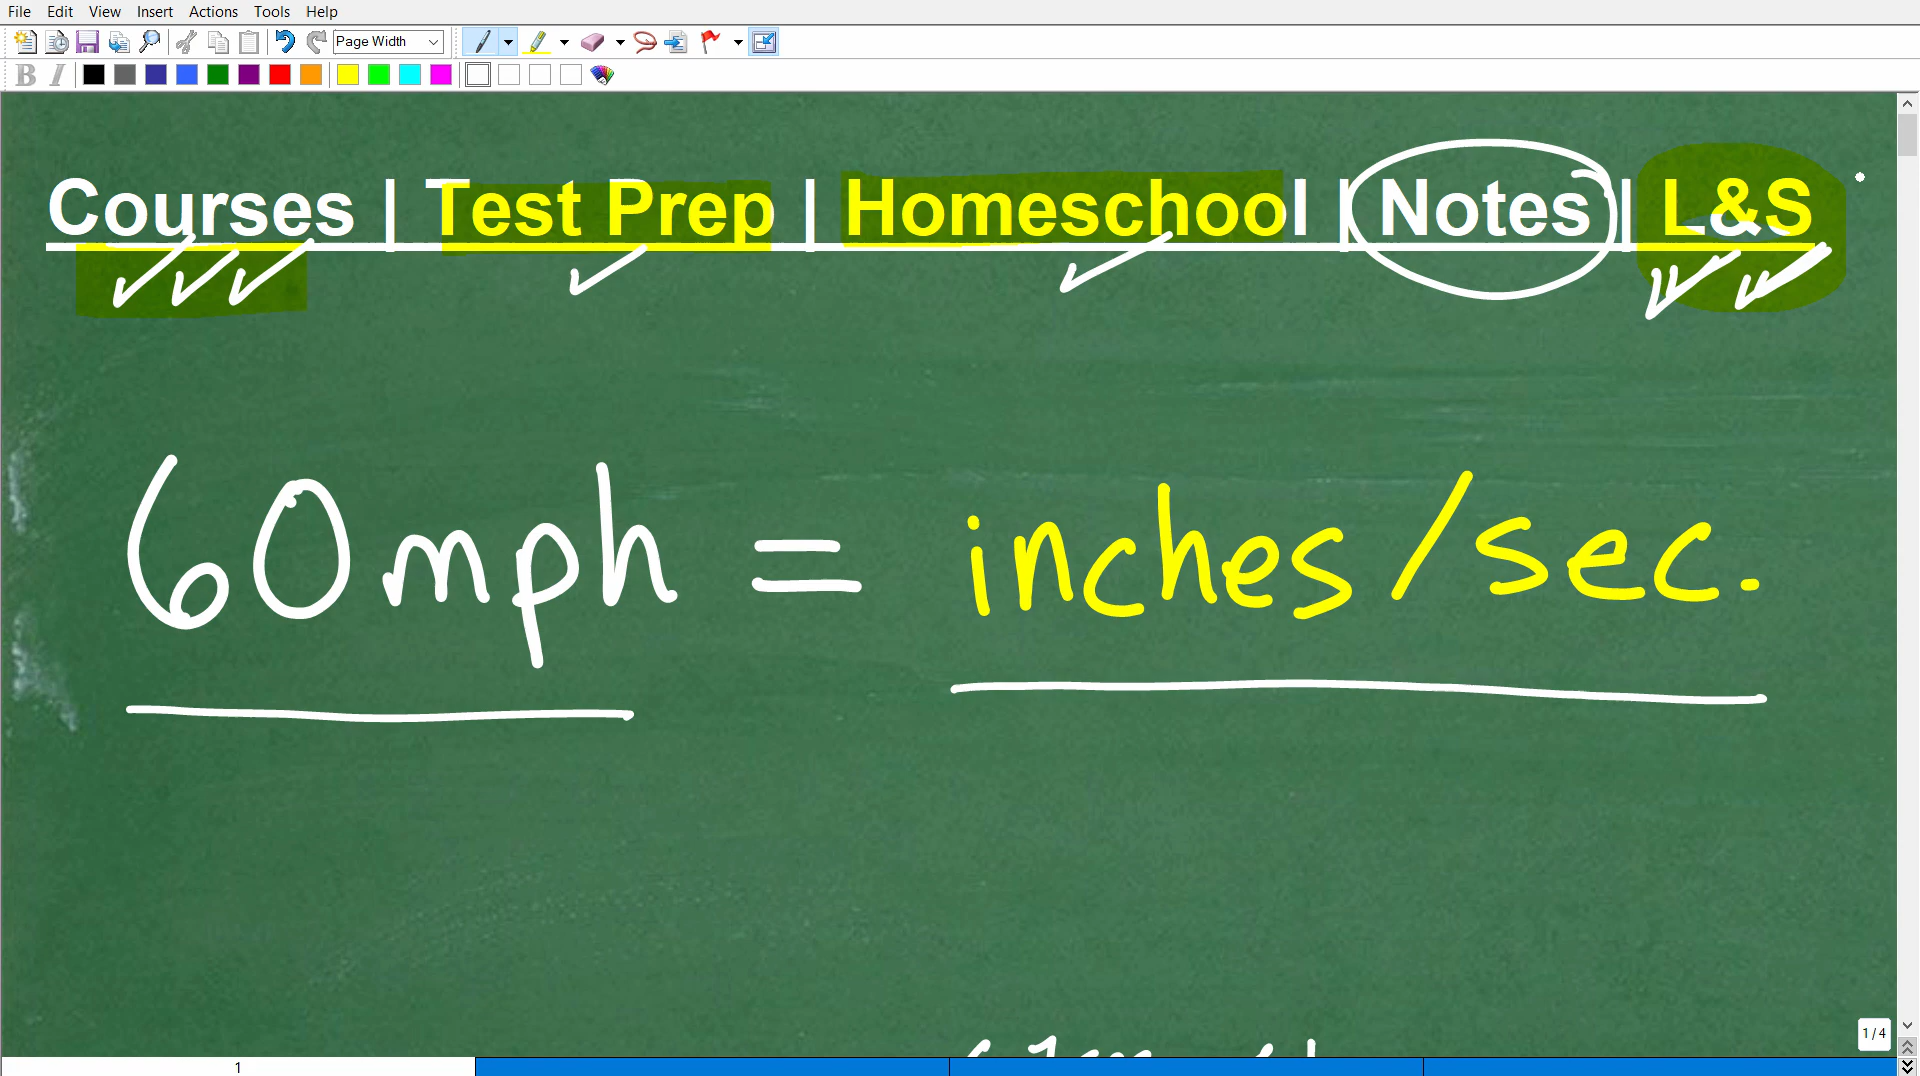 File Edit View Insert Actions Tools Help
Page Width
B I
Courses | Test Prep | Homeschool | Notes | L&S
60mph = inches/sec.
1 / 4
1